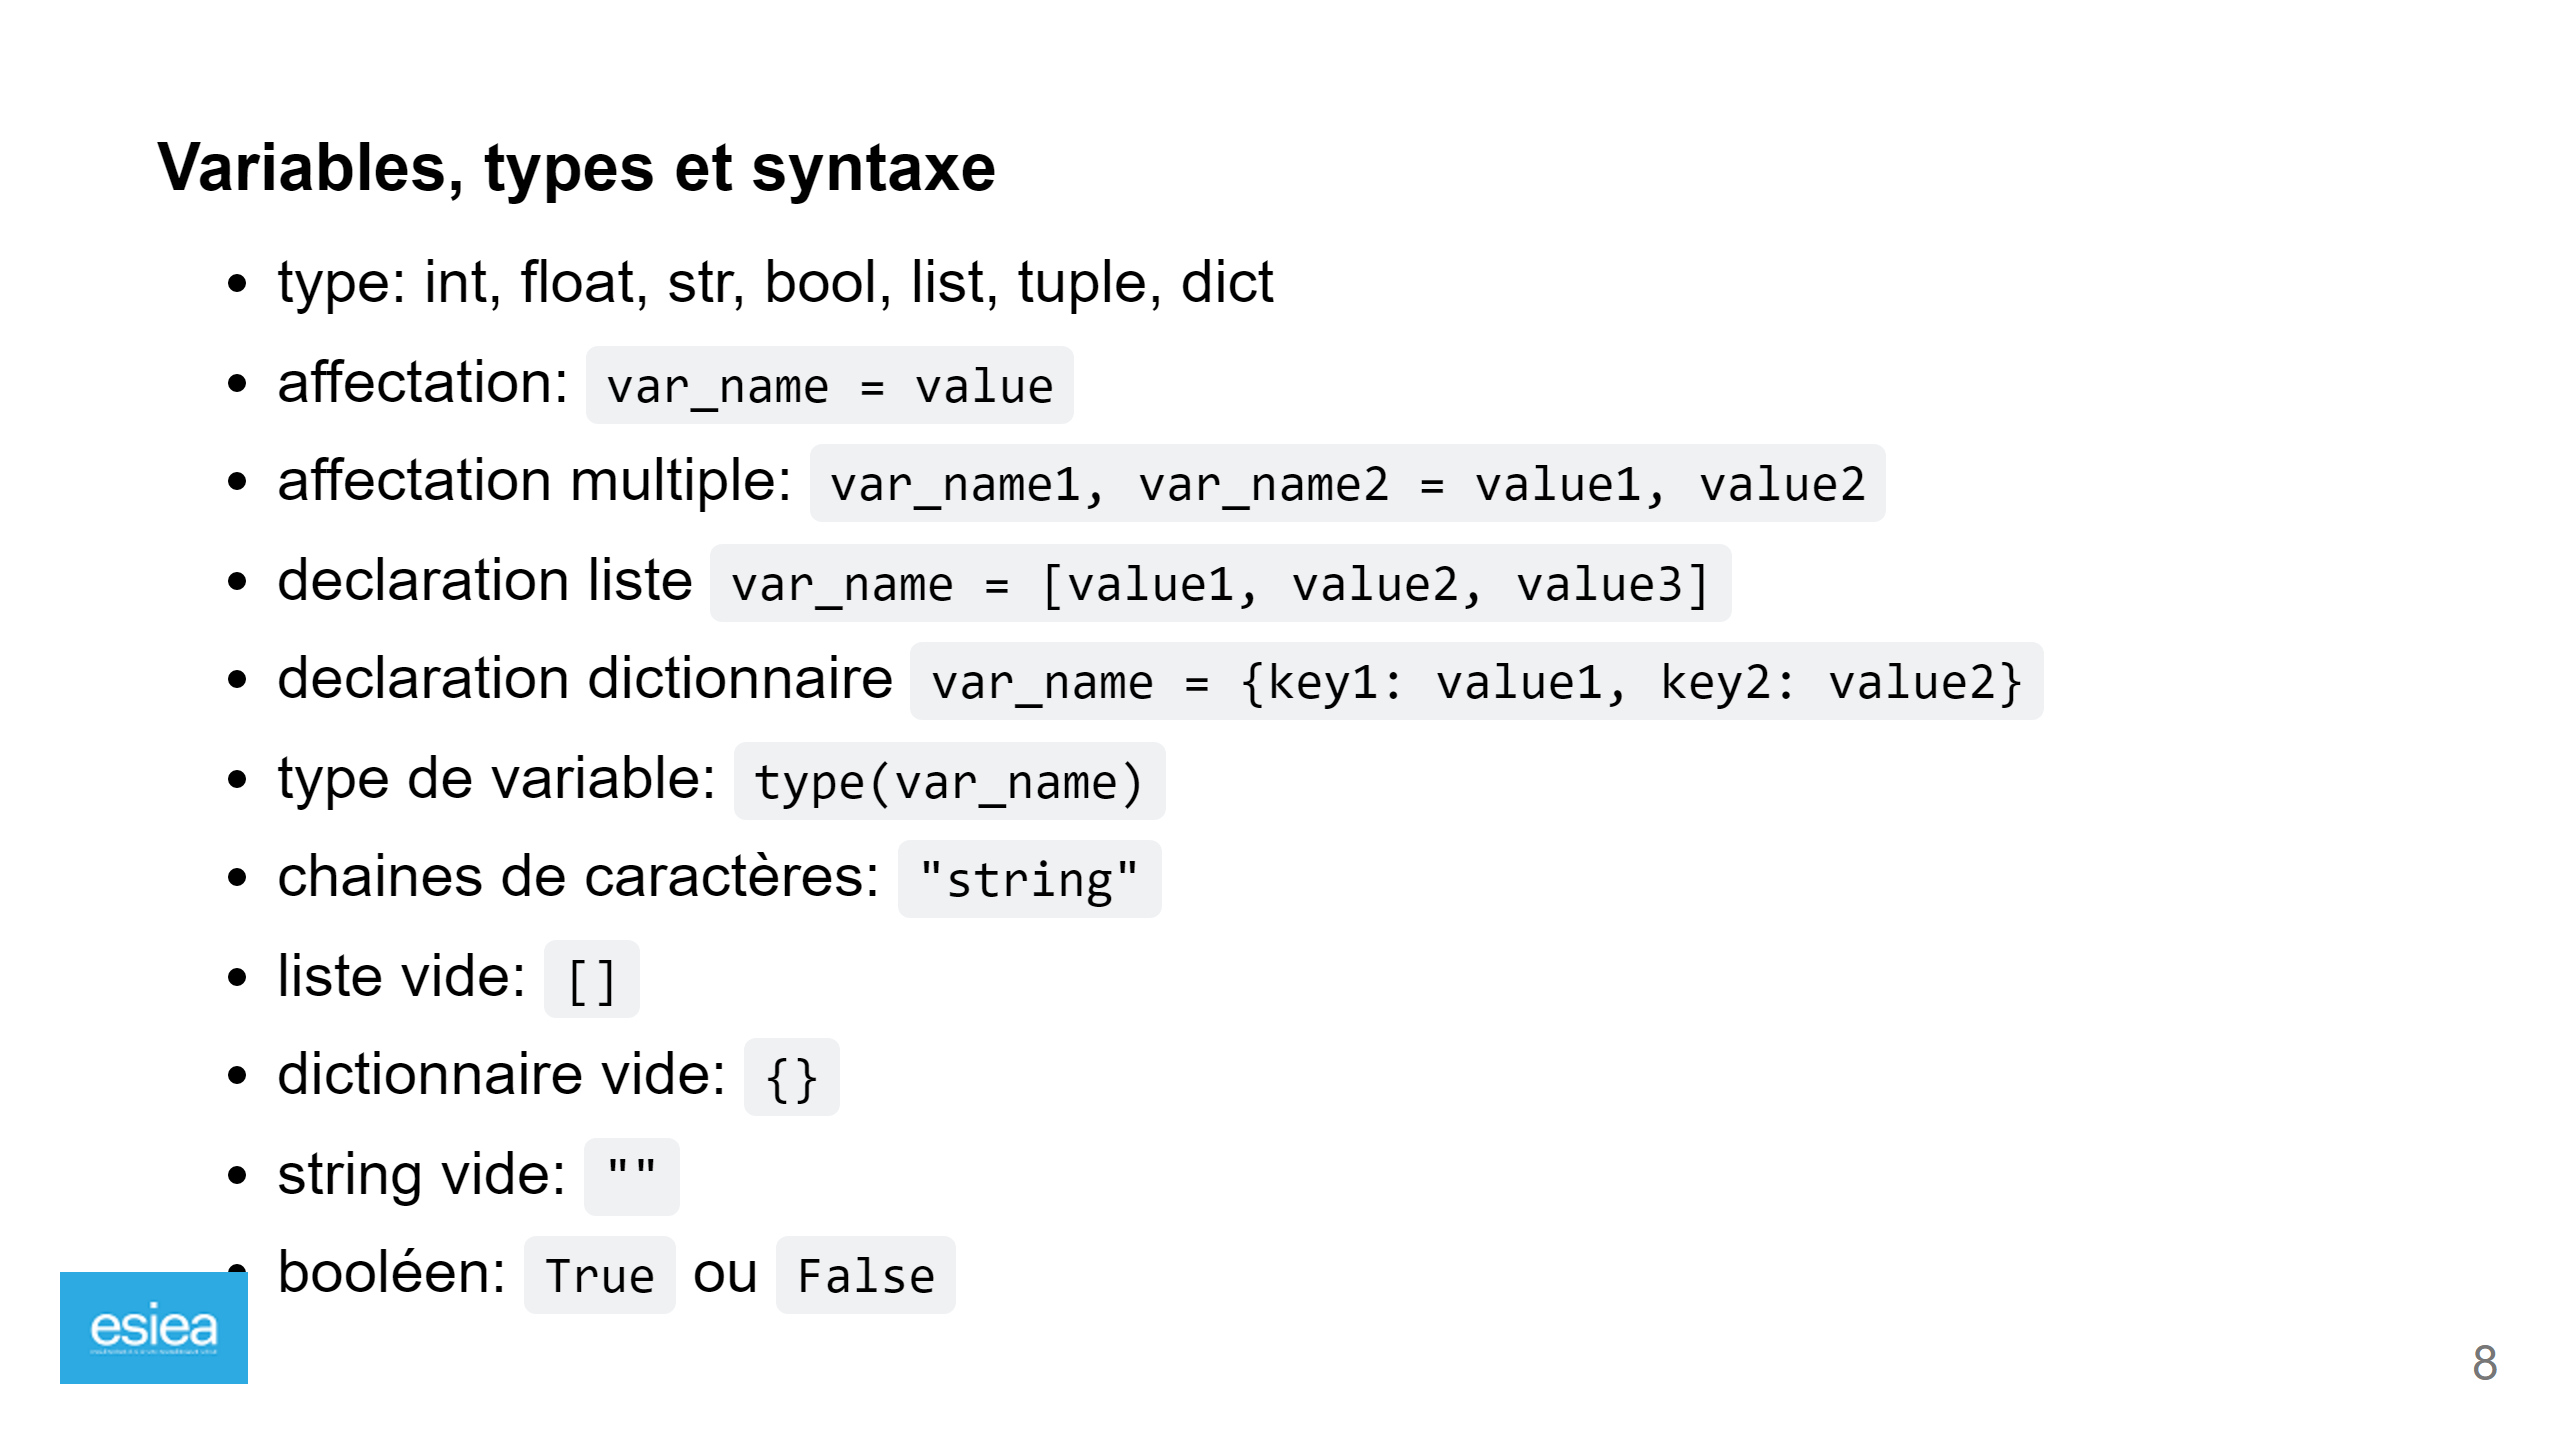 Variables, types et syntaxe
• type: int, float, str, bool, list, tuple, dict
• affectation: var_name = value
• affectation multiple: var_name1, var_name2 = value1, value2
• declaration liste var_name = [value1, value2, value3]
• declaration dictionnaire var_name = {key1: value1, key2: value2}
• type de variable: type(var_name)
• chaines de caractères: "string"
• liste vide: []
• dictionnaire vide: {}
• string vide: ""
• booléen: True ou False
esiea
8